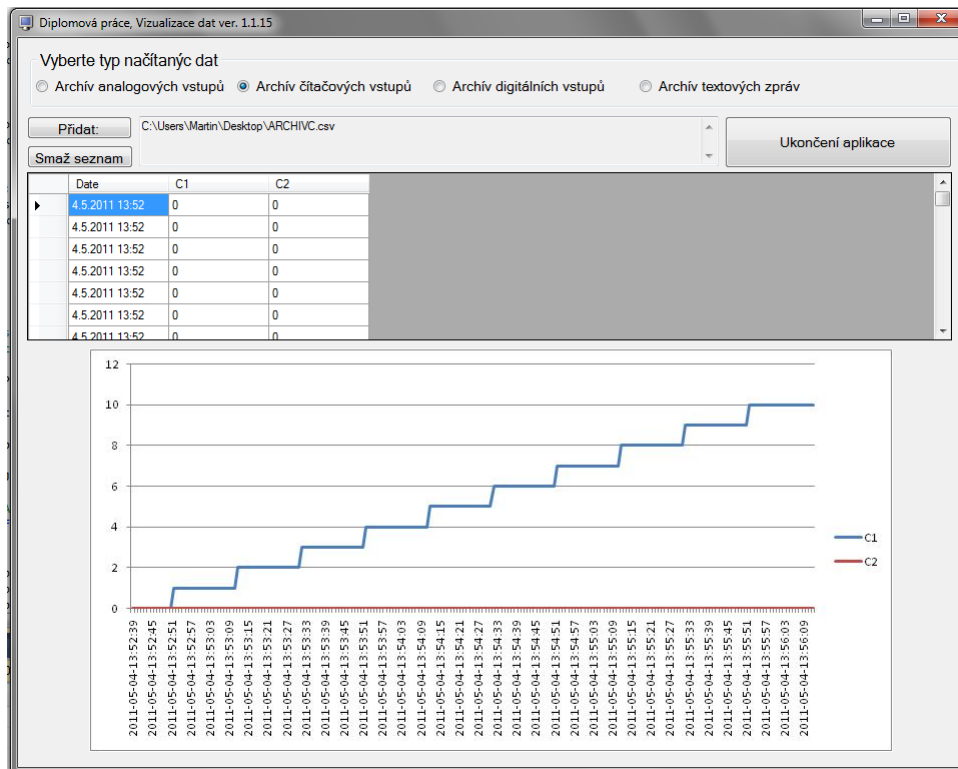 Diplomová práce, Vizualizace dat ver. 1.1.15
Vyberte typ načítanýc dat
Archív analogových vstupů
Archív čítačových vstupů
Archív digitálních vstupů
Archív textových zpráv
Přidat:
C:\Users\Martin\Desktop\ARCHIVC.csv
Ukončení aplikace
Smaž seznam
Date C1 C2
4.5.2011 13:52 0 0
4.5.2011 13:52 0 0
4.5.2011 13:52 0 0
4.5.2011 13:52 0 0
4.5.2011 13:52 0 0
4.5.2011 13:52 0 0
4.5.2011 13:52 0 0
12
10
8
6
4
2
0
C1
C2
2011-05-04-13:52:39
2011-05-04-13:52:45
2011-05-04-13:52:51
2011-05-04-13:52:57
2011-05-04-13:53:03
2011-05-04-13:53:09
2011-05-04-13:53:15
2011-05-04-13:53:21
2011-05-04-13:53:27
2011-05-04-13:53:33
2011-05-04-13:53:39
2011-05-04-13:53:45
2011-05-04-13:53:51
2011-05-04-13:53:57
2011-05-04-13:54:03
2011-05-04-13:54:09
2011-05-04-13:54:15
2011-05-04-13:54:21
2011-05-04-13:54:27
2011-05-04-13:54:33
2011-05-04-13:54:39
2011-05-04-13:54:45
2011-05-04-13:54:51
2011-05-04-13:54:57
2011-05-04-13:55:03
2011-05-04-13:55:09
2011-05-04-13:55:15
2011-05-04-13:55:21
2011-05-04-13:55:27
2011-05-04-13:55:33
2011-05-04-13:55:39
2011-05-04-13:55:45
2011-05-04-13:55:51
2011-05-04-13:55:57
2011-05-04-13:56:03
2011-05-04-13:56:09